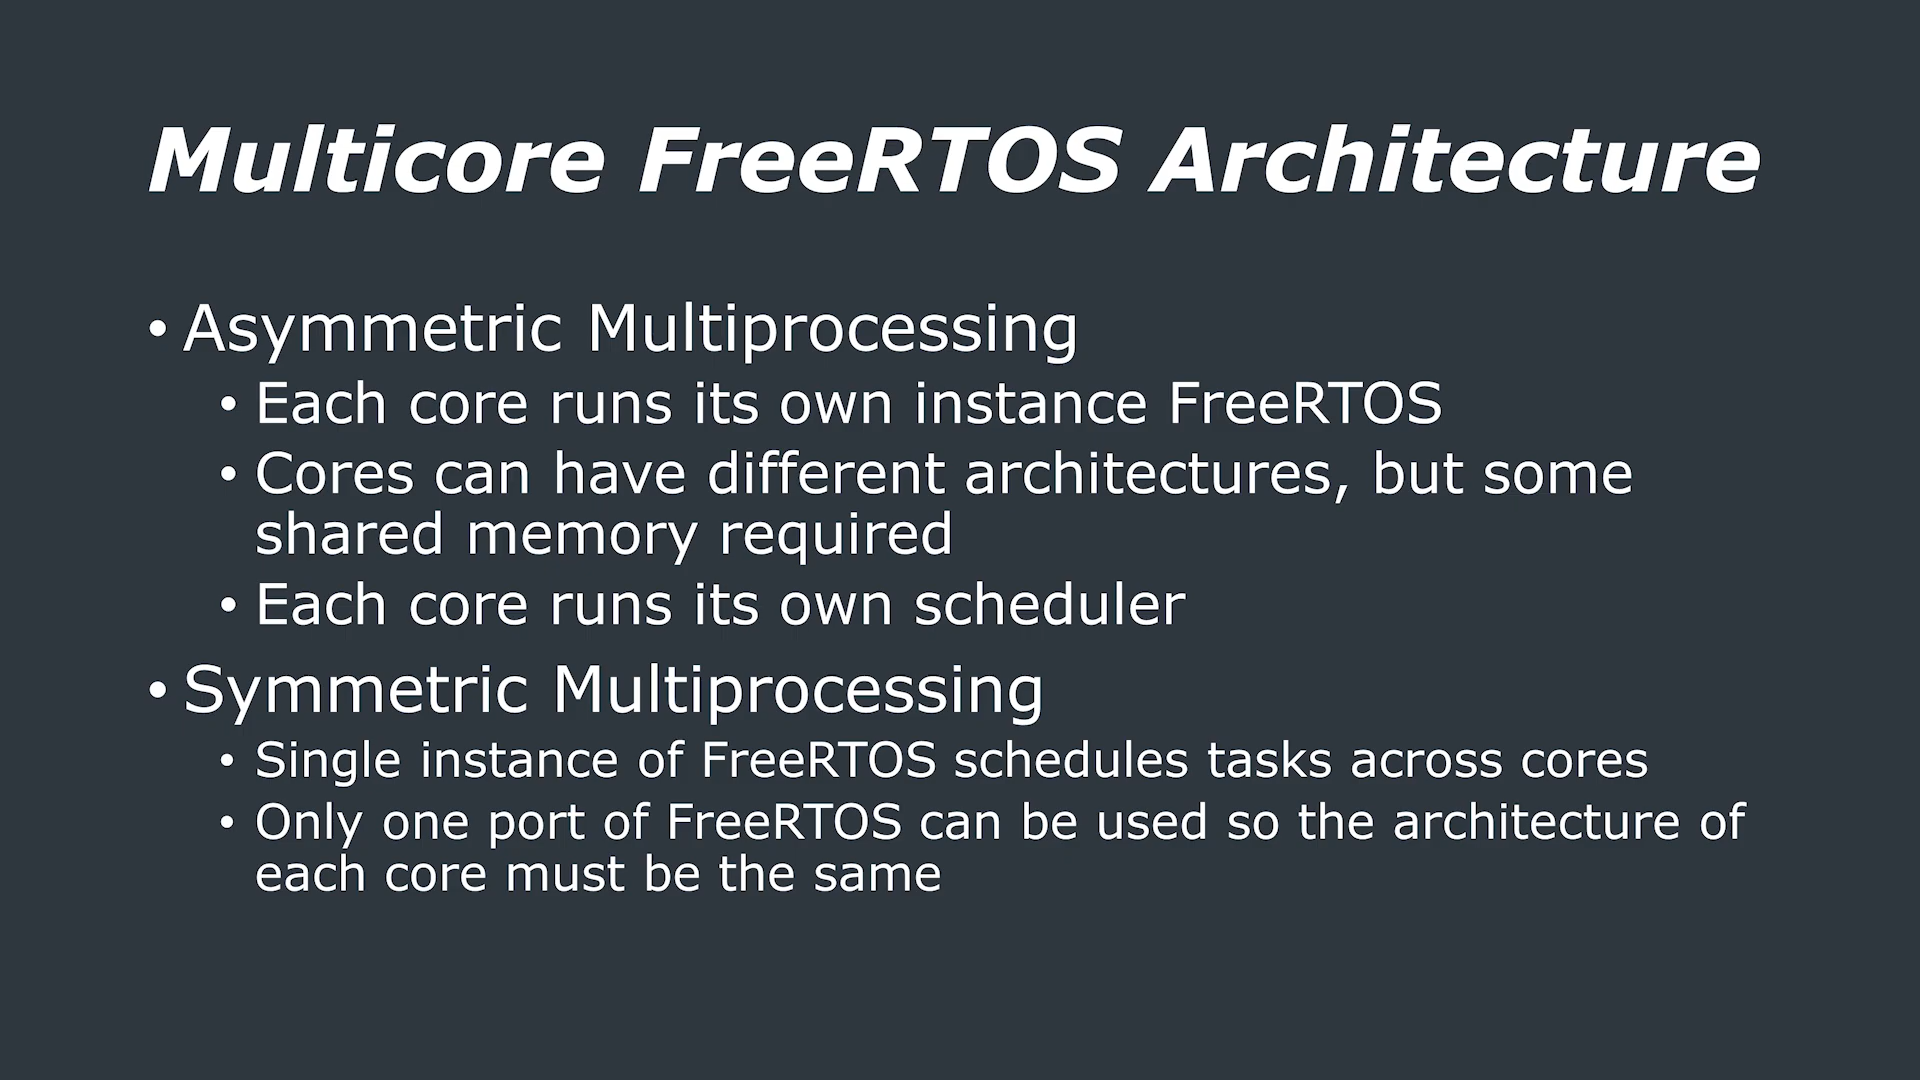 Multicore FreeRTOS Architecture
• Asymmetric Multiprocessing
• Each core runs its own instance FreeRTOS
• Cores can have different architectures, but some
shared memory required
• Each core runs its own scheduler
• Symmetric Multiprocessing
• Single instance of FreeRTOS schedules tasks across cores
• Only one port of FreeRTOS can be used so the architecture of
each core must be the same